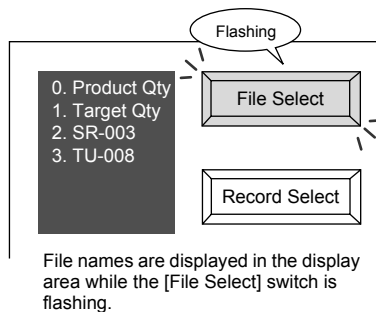 Flashing
0. Product Qty
1. Target Qty
2. SR-003
3. TU-008
File Select
Record Select
File names are displayed in the display
area while the [File Select] switch is
flashing.